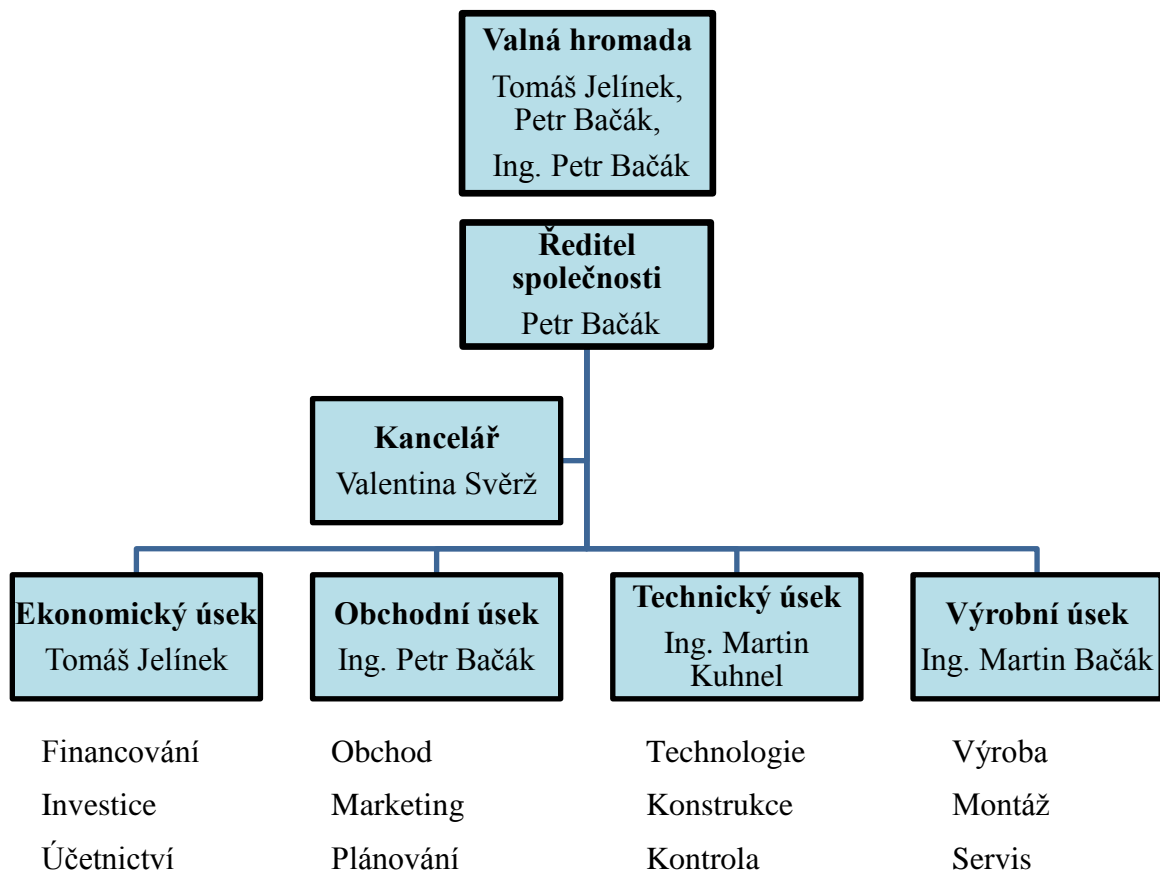 Valná hromada
Tomáš Jelínek,
Petr Bačák,
Ing. Petr Bačák
Ředitel
společnosti
Petr Bačák
Kancelář
Valentina Svěrž
Ekonomický úsek
Tomáš Jelínek
Obchodní úsek
Ing. Petr Bačák
Technický úsek
Ing. Martin
Kuhnel
Výrobní úsek
Ing. Martin Bačák
Financování
Investice
Účetnictví
Obchod
Marketing
Plánování
Technologie
Konstrukce
Kontrola
Výroba
Montáž
Servis